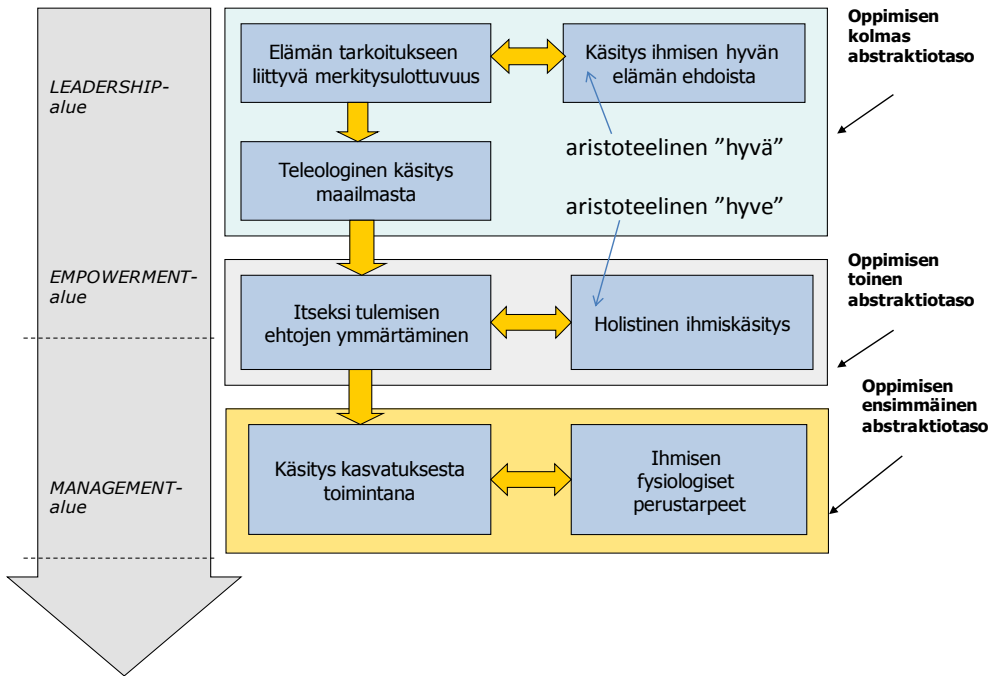 Oppimisen
kolmas
abstraktiotaso
LEADERSHIP-
alue
Elämän tarkoitukseen
liittyvä merkitysulottuvuus
Käsitys ihmisen hyvän
elämän ehdoista
aristoteelinen ”hyvä”
Teleologinen käsitys
maailmasta
aristoteelinen ”hyve”
EMPOWERMENT-
alue
Oppimisen
toinen
abstraktiotaso
Itseksi tulemisen
ehtojen ymmärtäminen
Holistinen ihmiskäsitys
Oppimisen
ensimmäinen
abstraktiotaso
MANAGEMENT-
alue
Käsitys kasvatuksesta
toimintana
Ihmisen
fysiologiset
perustarpeet